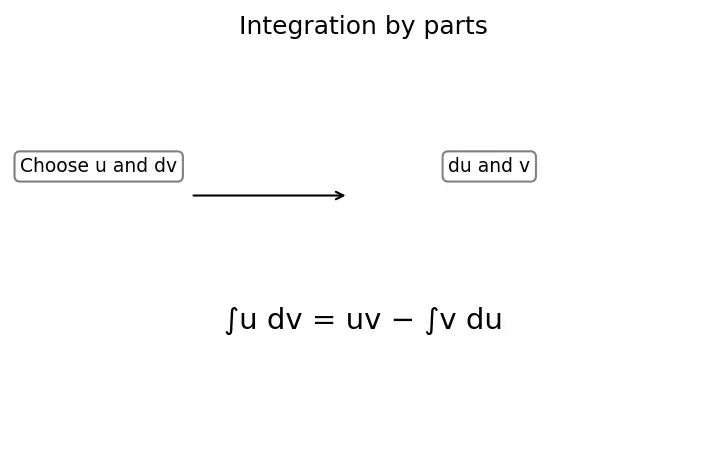 Integration by parts
Choose u and dv
du and v
∫u dv = uv − ∫v du